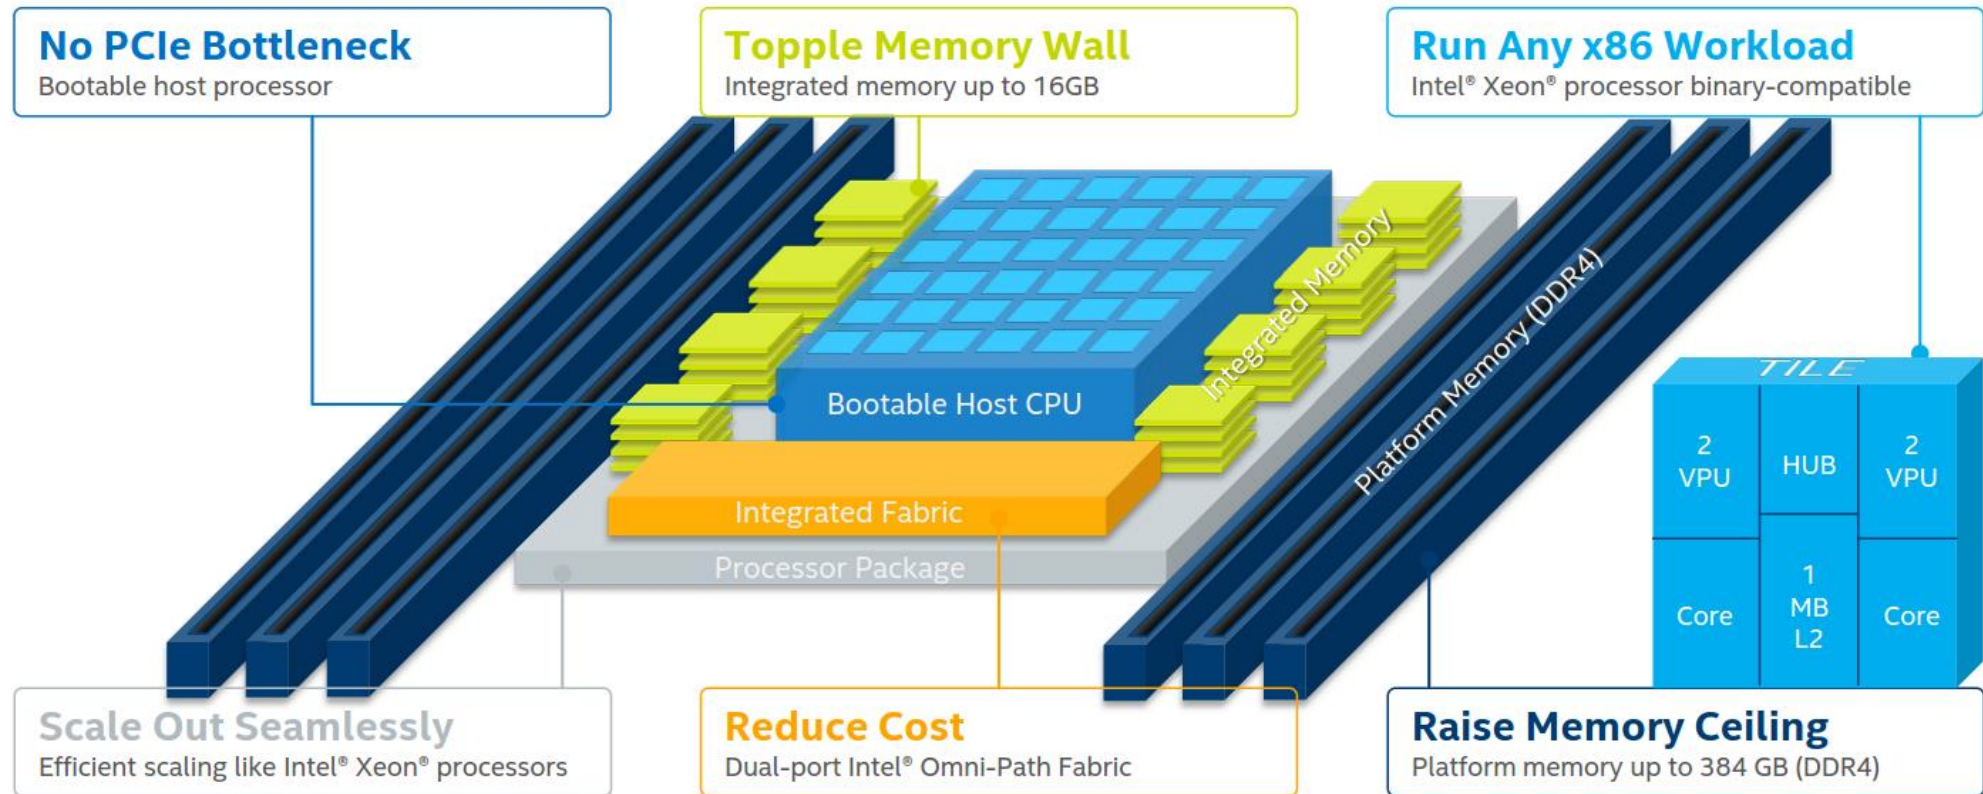 No PCIe Bottleneck
Bootable host processor
Topple Memory Wall
Integrated memory up to 16GB
Run Any x86 Workload
Intel® Xeon® processor binary-compatible
Integrated Memory
Platform Memory (DDR4)
Bootable Host CPU
Integrated Fabric
Processor Package
TILE
2
VPU
HUB
2
VPU
Core
1
MB
L2
Core
Scale Out Seamlessly
Efficient scaling like Intel® Xeon® processors
Reduce Cost
Dual-port Intel® Omni-Path Fabric
Raise Memory Ceiling
Platform memory up to 384 GB (DDR4)